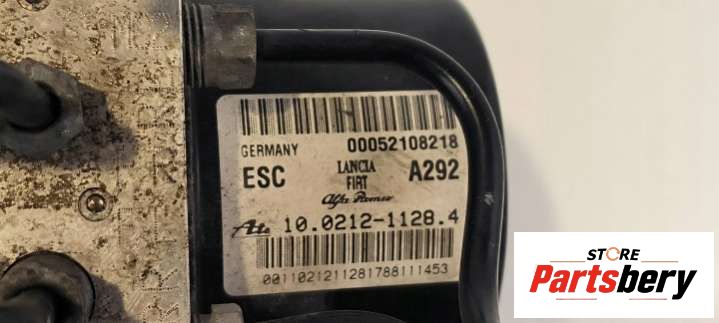 GERMANY 00052108218
ESC LANCIA A292
FIAT
Alfa Romeo
Ate 10.0212-1128.4
00110212112817881114​53
STORE
Partsbery